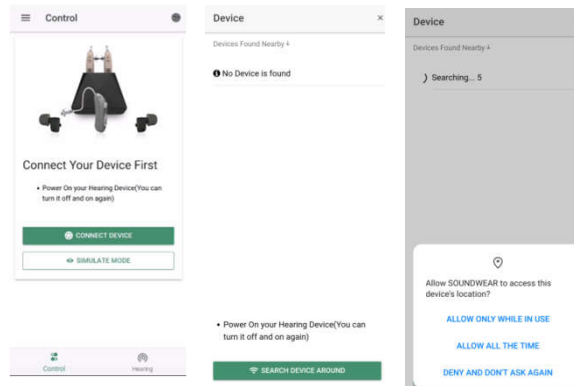 Control
Connect Your Device First
• Power On your Hearing Device(You can
turn it off and on again)
CONNECT DEVICE
SIMULATE MODE
Control
Hearing
Device
×
Devices Found Nearby ↓
No Device is found
• Power On your Hearing Device(You can
turn it off and on again)
SEARCH DEVICE AROUND
Device
Devices Found Nearby ↓
Searching... 5
Allow SOUNDWEAR to access this
device's location?
ALLOW ONLY WHILE IN USE
ALLOW ALL THE TIME
DENY AND DON'T ASK AGAIN